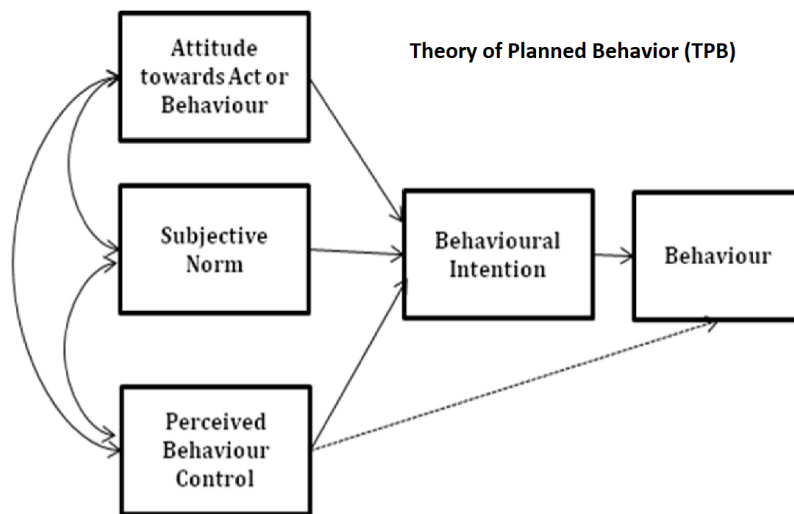 Theory of Planned Behavior (TPB)
Attitude
towards Act or
Behaviour
Subjective
Norm
Perceived
Behaviour
Control
Behavioural
Intention
Behaviour